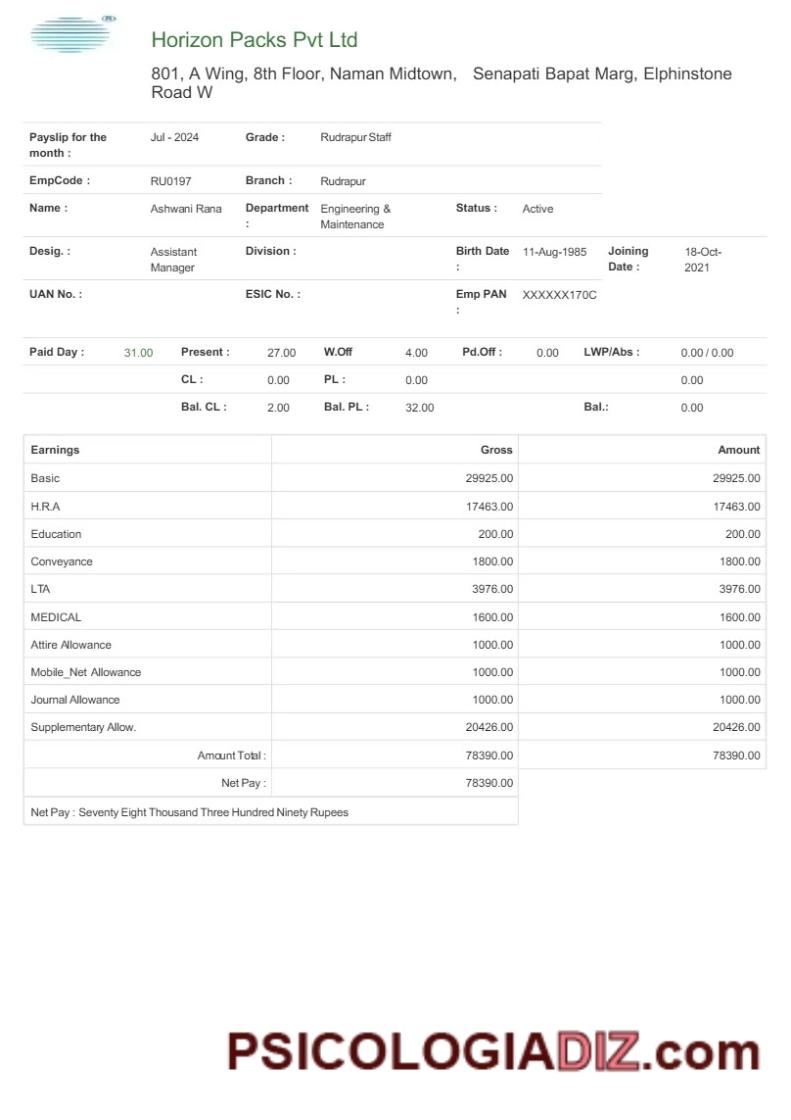 Horizon Packs Pvt Ltd
801, A Wing, 8th Floor, Naman Midtown, Senapati Bapat Marg, Elphinstone
Road W
Payslip for the month : Jul - 2024 Grade : Rudrapur Staff
EmpCode : RU0197 Branch : Rudrapur
Name : Ashwani Rana Department : Engineering & Maintenance Status : Active
Desig. : Assistant Manager Division : Birth Date : 11-Aug-1985 Joining Date : 18-Oct-2021
UAN No. : ESIC No. : Emp PAN : XXXXXX170C
Paid Day : 31.00 Present : 27.00 W.Off 4.00 Pd.Off : 0.00 LWP/Abs : 0.00 / 0.00
CL : 0.00 PL : 0.00 0.00
Bal. CL : 2.00 Bal. PL : 32.00 Bal.: 0.00
Earnings Gross Amount
Basic 29925.00 29925.00
H.R.A 17463.00 17463.00
Education 200.00 200.00
Conveyance 1800.00 1800.00
LTA 3976.00 3976.00
MEDICAL 1600.00 1600.00
Attire Allowance 1000.00 1000.00
Mobile_Net Allowance 1000.00 1000.00
Journal Allowance 1000.00 1000.00
Supplementary Allow. 20426.00 20426.00
Amount Total : 78390.00 78390.00
Net Pay : 78390.00
Net Pay : Seventy Eight Thousand Three Hundred Ninety Rupees
PSICOLOGIADIZ.com